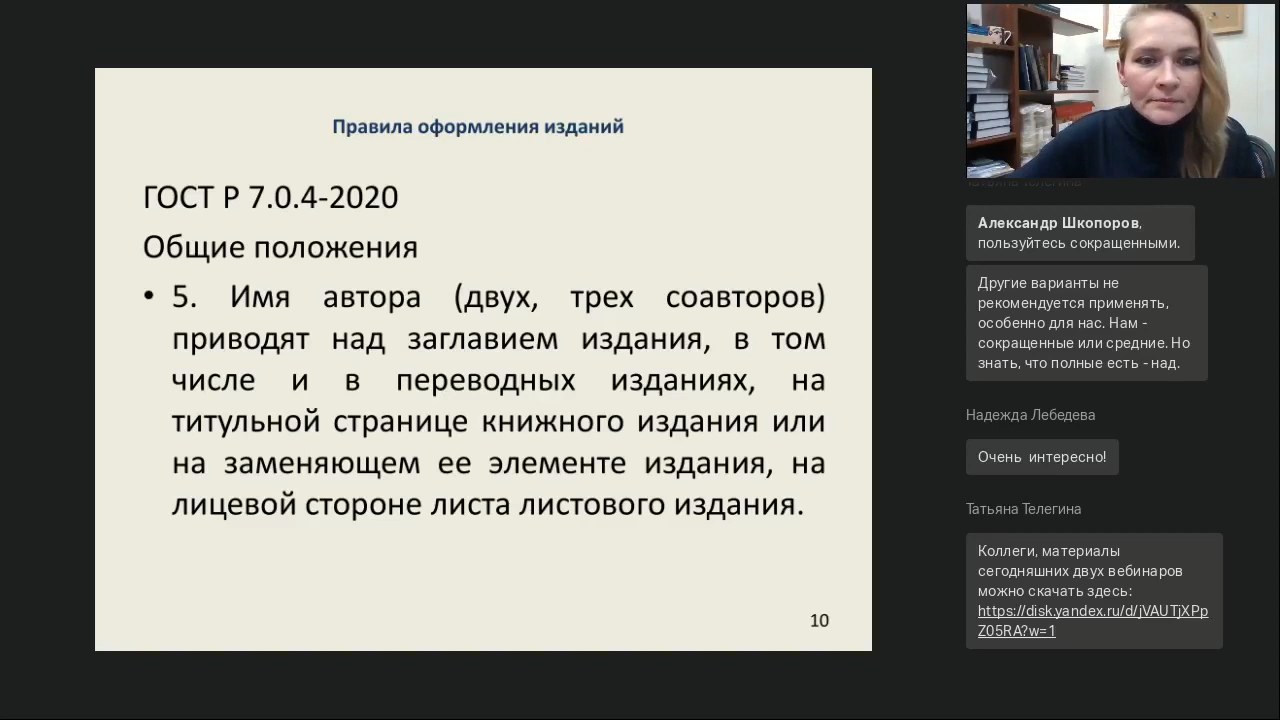 Правила оформления изданий
ГОСТ Р 7.0.4-2020
Общие положения
• 5. Имя автора (двух, трех соавторов)
приводят над заглавием издания, в том
числе и в переводных изданиях, на
титульной странице книжного издания или
на заменяющем ее элементе издания, на
лицевой стороне листа листового издания.
10
Татьяна Телегина
Александр Шкопоров,
пользуйтесь сокращенными.
Другие варианты не
рекомендуется применять,
особенно для нас. Нам -
сокращенные или средние. Но
знать, что полные есть - над.
Надежда Лебедева
Очень интересно!
Татьяна Телегина
Коллеги, материалы
сегодняшних двух вебинаров
можно скачать здесь:
https://disk.yandex.ru/d/jVAUTjXPp
Z05RA?w=1